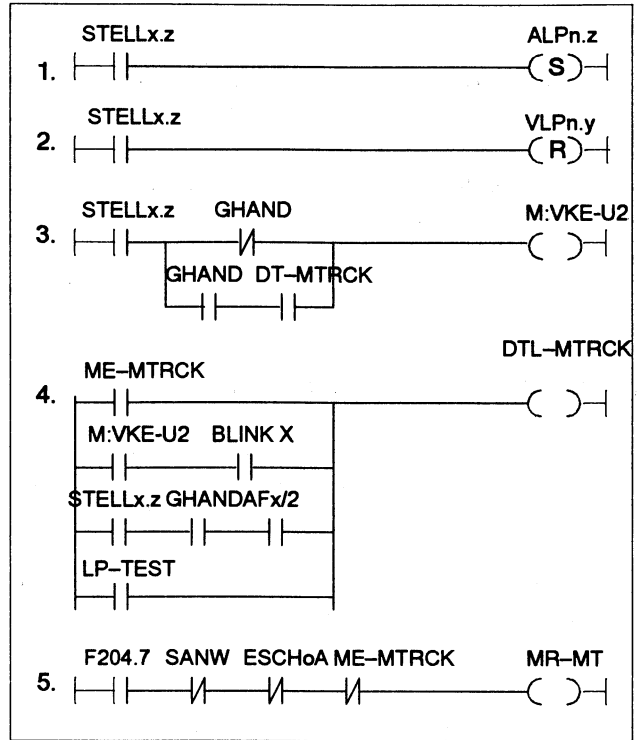 STELLx.z ALPn.z
1. S
STELLx.z VLPn.y
2. R
STELLx.z GHAND M:VKE-U2
3.
GHAND DT–MTRCK
DTL–MTRCK
ME–MTRCK
4.
M:VKE-U2 BLINK X
STELLx.z GHANDAFx/2
LP–TEST
F204.7 SANW ESCHoA ME–MTRCK MR–MT
5.